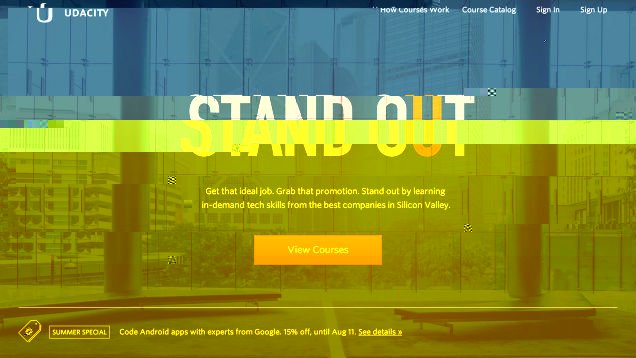 UDACITY
How Courses Work Course Catalog Sign In Sign Up
STAND OUT
Get that ideal job. Grab that promotion. Stand out by learning
in-demand tech skills from the best companies in Silicon Valley.
View Courses
SUMMER SPECIAL Code Android apps with experts from Google. 15% off, until Aug 11. See details »